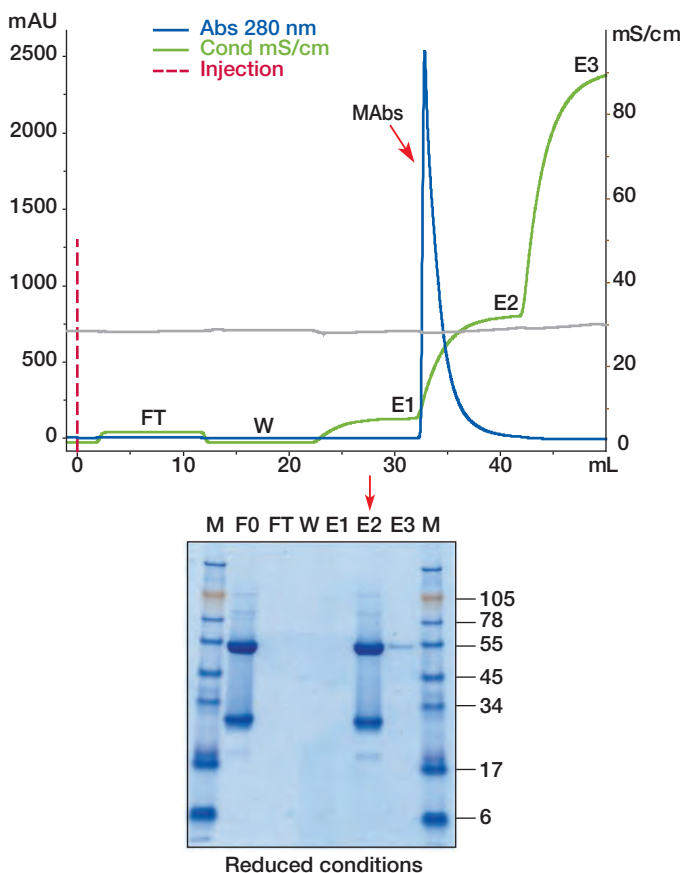 mAU
Abs 280 nm
Cond mS/cm
Injection
mS/cm
2500
2000
1500
1000
500
0
80
60
40
20
0
MAbs
E3
E2
E1
FT
W
0
10
20
30
40
mL
M F0 FT W E1 E2 E3 M
105
78
55
45
34
17
6
Reduced conditions